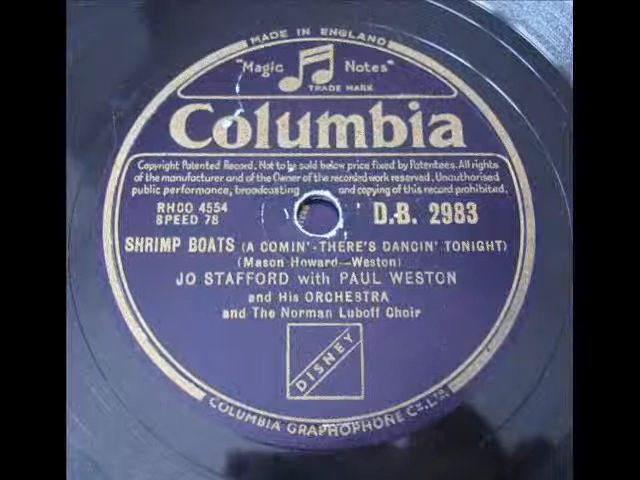 MADE IN ENGLAND
"Magic Notes"
TRADE MARK
Columbia
Copyright Patented Record. Not to be sold below price fixed by Patentees. All rights
of the manufacturer and of the Owner of the recorded work reserved. Unauthorised
public performance, broadcasting and copying of this record prohibited.
RHCO 4554 D.B. 2983
SPEED 78
SHRIMP BOATS (A COMIN'-THERE'S DANCIN' TONIGHT)
(Mason Howard—Weston)
JO STAFFORD with PAUL WESTON
and His ORCHESTRA
and The Norman Luboff Choir
DISNEY
COLUMBIA GRAPHOPHONE CO. LTD.